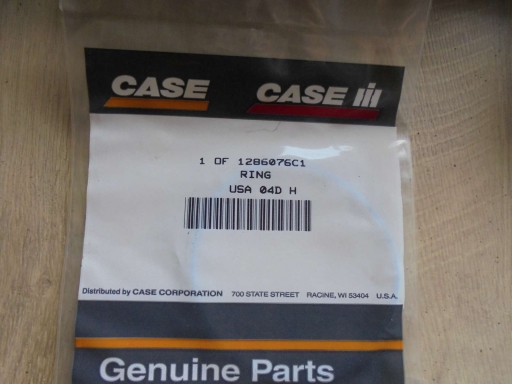 CASE CASE III
1 OF 1286076C1
RING
USA 04D H
Distributed by CASE CORPORATION 700 STATE STREET RACINE, WI 53404 U.S.A.
Genuine Parts